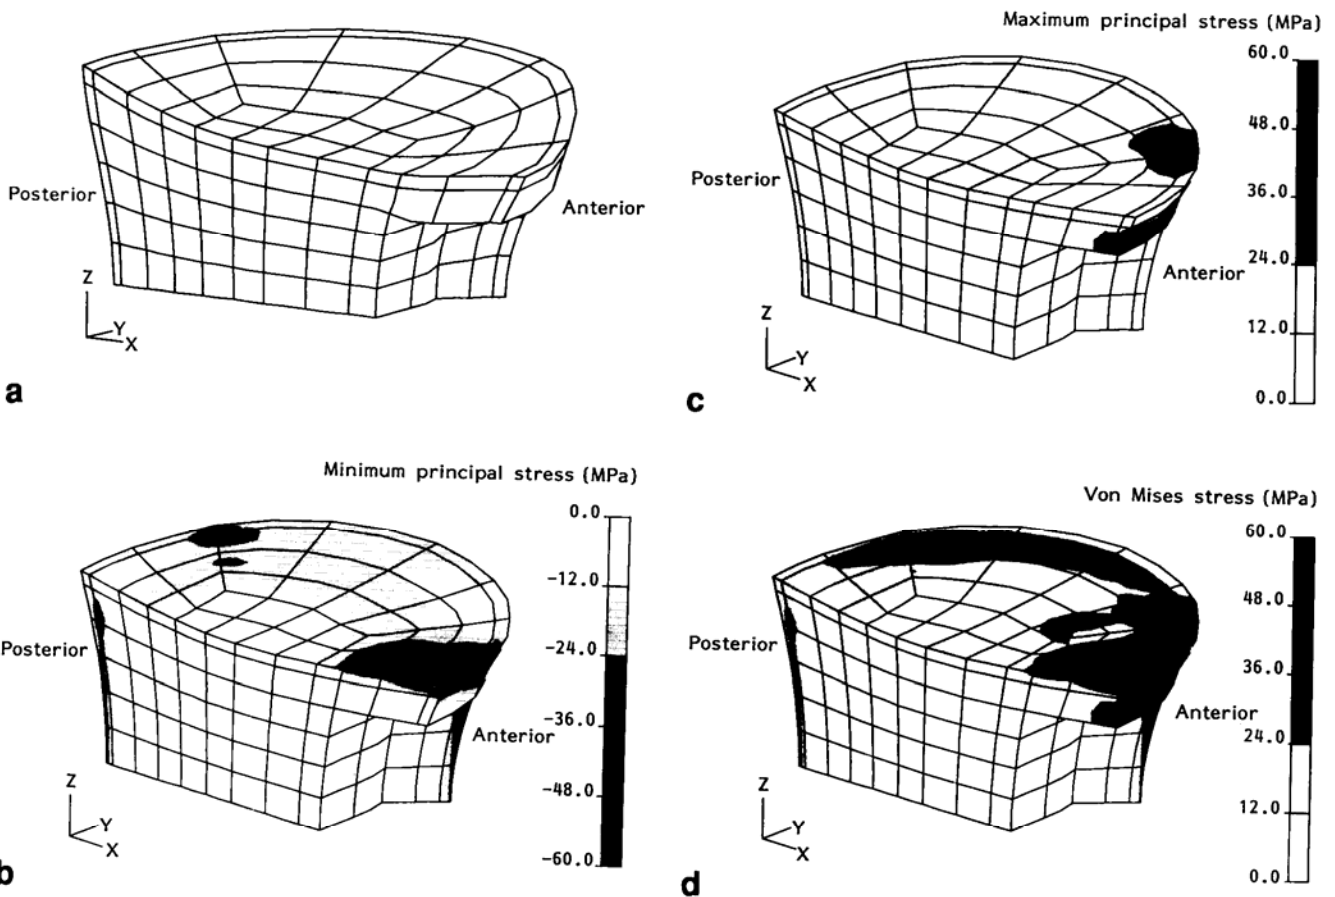 Posterior
Anterior
Z
Y
X
a
Maximum principal stress (MPa)
60.0
48.0
36.0
24.0
12.0
0.0
Posterior
Anterior
Z
Y
X
c
Minimum principal stress (MPa)
0.0
-12.0
-24.0
-36.0
-48.0
-60.0
Posterior
Anterior
Z
Y
X
b
Von Mises stress (MPa)
60.0
48.0
36.0
24.0
12.0
0.0
Posterior
Anterior
Z
Y
X
d